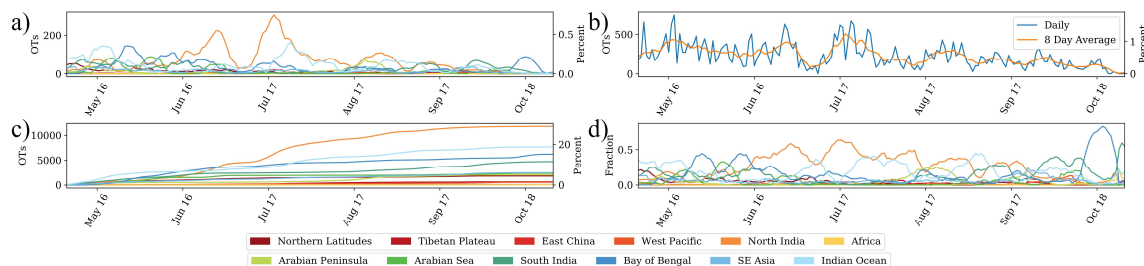 a)
OTs
200
0
0.5
0.0
Percent
May 16
Jun 16
Jul 17
Aug 17
Sep 17
Oct 18
b)
OTs
500
0
1
0
Percent
Daily
8 Day Average
May 16
Jun 16
Jul 17
Aug 17
Sep 17
Oct 18
c)
OTs
10000
5000
0
20
0
Percent
May 16
Jun 16
Jul 17
Aug 17
Sep 17
Oct 18
d)
Fraction
0.5
0.0
May 16
Jun 16
Jul 17
Aug 17
Sep 17
Oct 18
Northern Latitudes Tibetan Plateau East China West Pacific North India Africa
Arabian Peninsula Arabian Sea South India Bay of Bengal SE Asia Indian Ocean